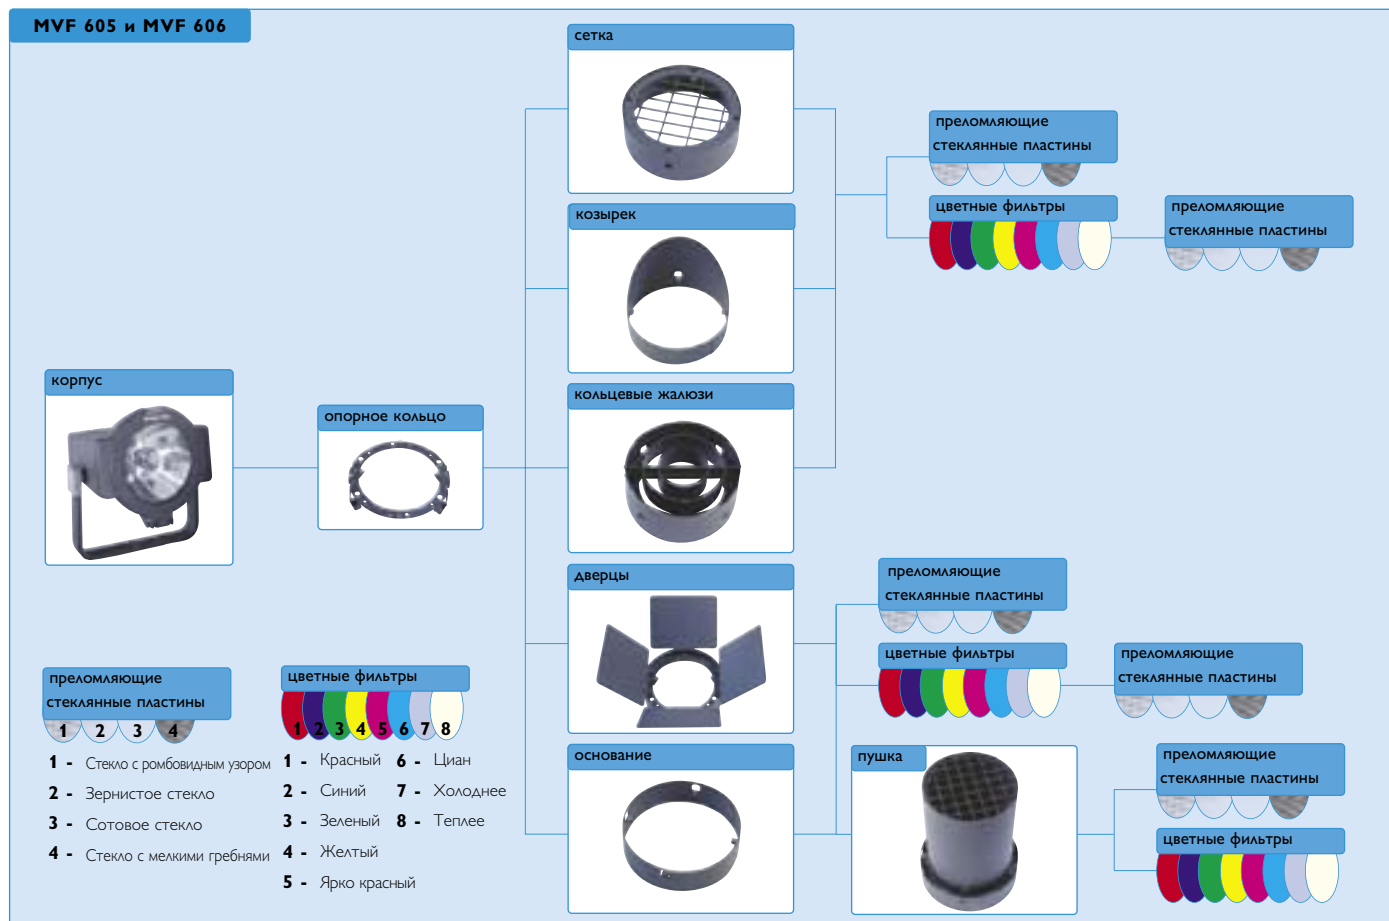 MVF 605 и MVF 606
сетка
преломляющие
стеклянные пластины
козырек
цветные фильтры
преломляющие
стеклянные пластины
корпус
опорное кольцо
кольцевые жалюзи
дверцы
преломляющие
стеклянные пластины
цветные фильтры
преломляющие
стеклянные пластины
основание
пушка
преломляющие
стеклянные пластины
цветные фильтры
преломляющие
стеклянные пластины
1 2 3 4
1 - Стекло с ромбовидным узором
2 - Зернистое стекло
3 - Сотовое стекло
4 - Стекло с мелкими гребнями
цветные фильтры
1 2 3 4 5 6 7 8
1 - Красный
2 - Синий
3 - Зеленый
4 - Желтый
5 - Ярко красный
6 - Циан
7 - Холоднее
8 - Теплее